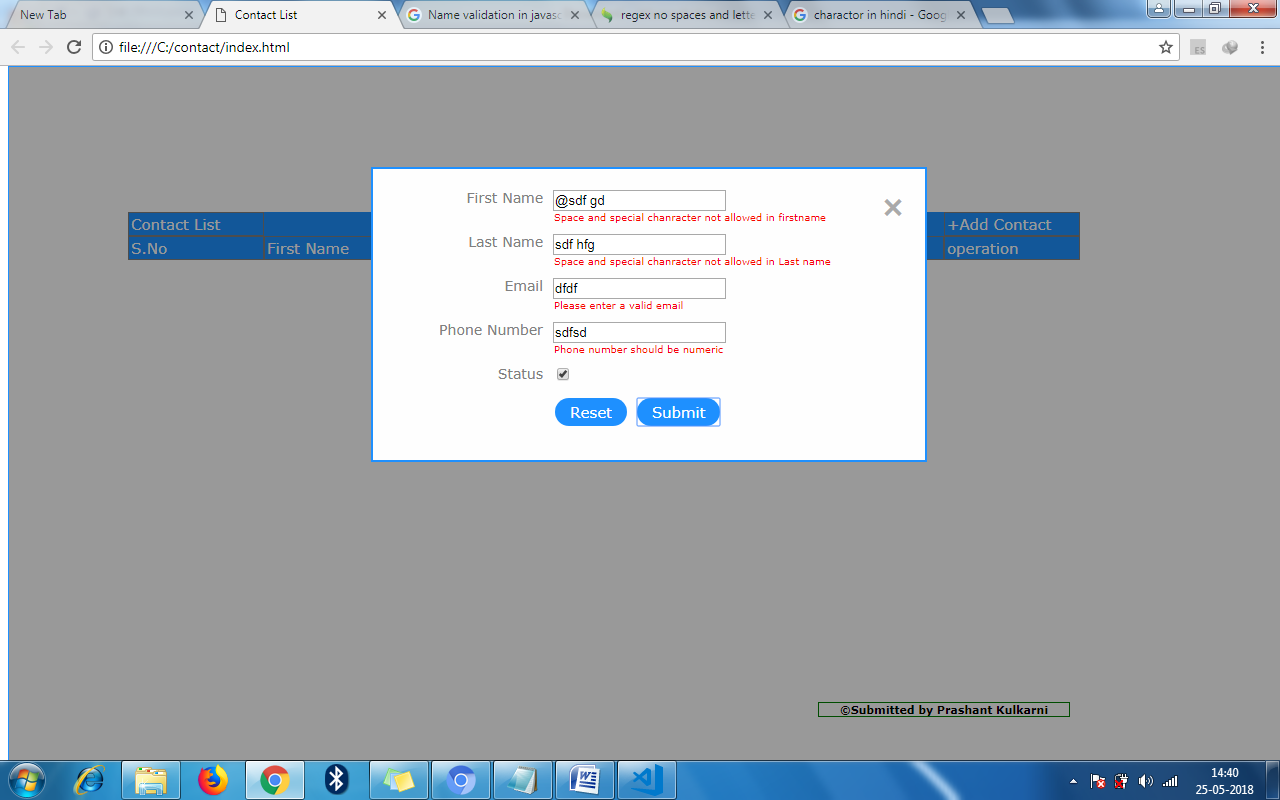 New Tab
Contact List
Name validation in javasc
regex no spaces and lette
charactor in hindi - Goog
file:///C:/contact/index.html
ES
First Name @sdf gd
Space and special chanracter not allowed in firstname
Contact List +Add Contact
Last Name sdf hfg
S.No First Name operation
Space and special chanracter not allowed in Last name
Email dfdf
Please enter a valid email
Phone Number sdfsd
Phone number should be numeric
Status
Reset Submit
©Submitted by Prashant Kulkarni
14:40
25-05-2018